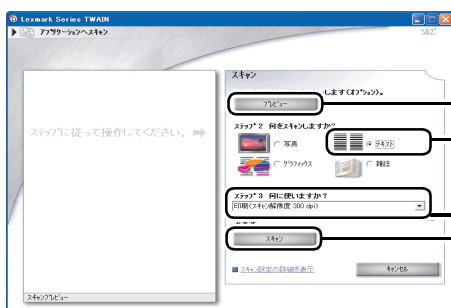 Lexmark Series TWAIN
アプリケーションへスキャン
ヘルプ
スキャン
します(オプション)。
プレビュー
ステップ 2 何をスキャンしますか?
写真
テキスト
グラフィックス
雑誌
ステップに従って操作してください。
ステップ 3 何に使いますか?
印刷(スキャン解像度 300 dpi)
スキャン
スキャン設定の詳細を表示
キャンセル
スキャンプレビュー